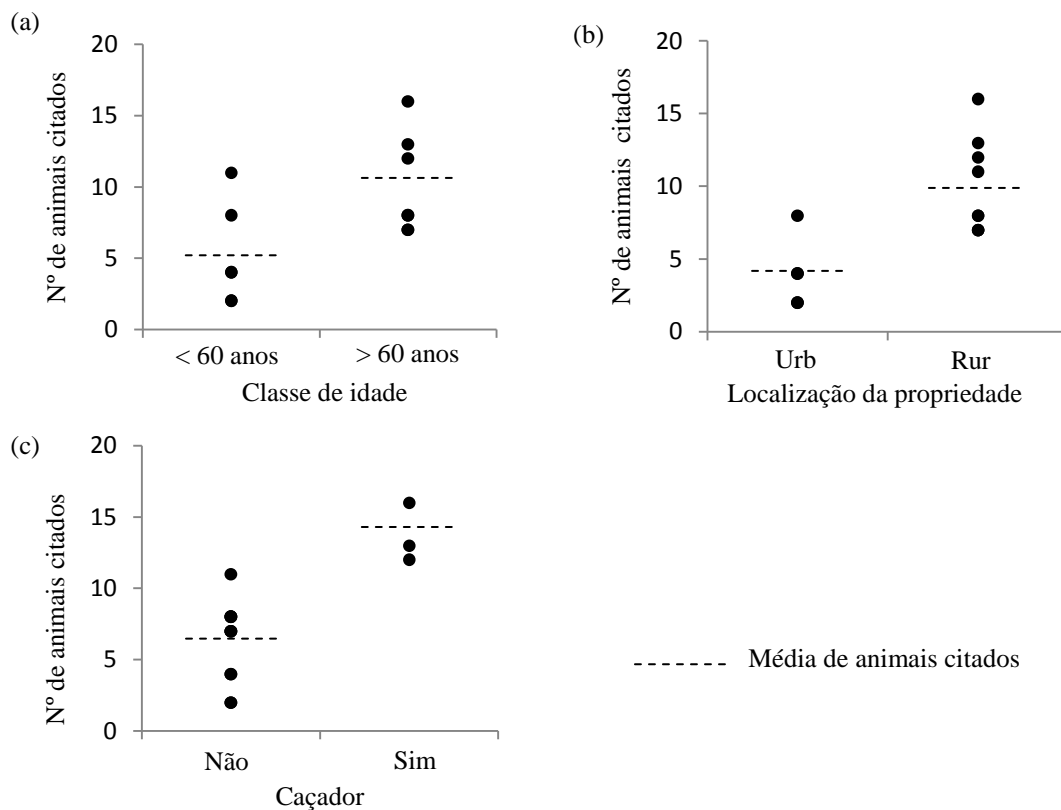 (a)
Nº de animais citados
20
15
10
5
0
< 60 anos
> 60 anos
Classe de idade
(b)
Nº de animais citados
20
15
10
5
0
Urb
Rur
Localização da propriedade
(c)
Nº de animais citados
20
15
10
5
0
Não
Sim
Caçador
Média de animais citados